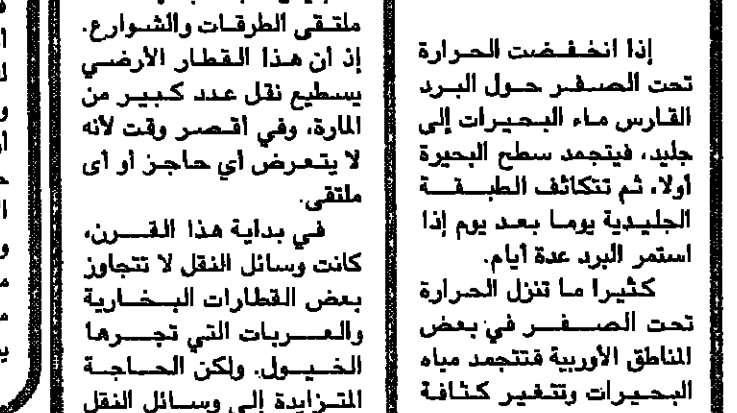 إذا انخفضت الحرارة
تحت الصفر حول البرد
القارس ماء البحيرات إلى
جليد، فيتجمد سطح البحيرة
أولا، ثم تتكاثف الطبقة
الجليدية يوما بعد يوم إذا
استمر البرد عدة أيام.
كثيرا ما تنزل الحرارة
تحت الصفر في بعض
المناطق الأوربية فتتجمد مياه
البحيرات وتتغير كثافة
ملتقى الطرقات والشوارع.
إذ أن هذا القطار الأرضي
يسطيع نقل عدد كبير من
المارة، وفي أقصر وقت لأنه
لا يتعرض أي حاجز أو أى
ملتقى.
في بداية هذا القرن،
كانت وسائل النقل لا تتجاوز
بعض القطارات البخارية
والعربات التي تجرها
الخيول. ولكن الحاجة
المتزايدة إلى وسائل النقل